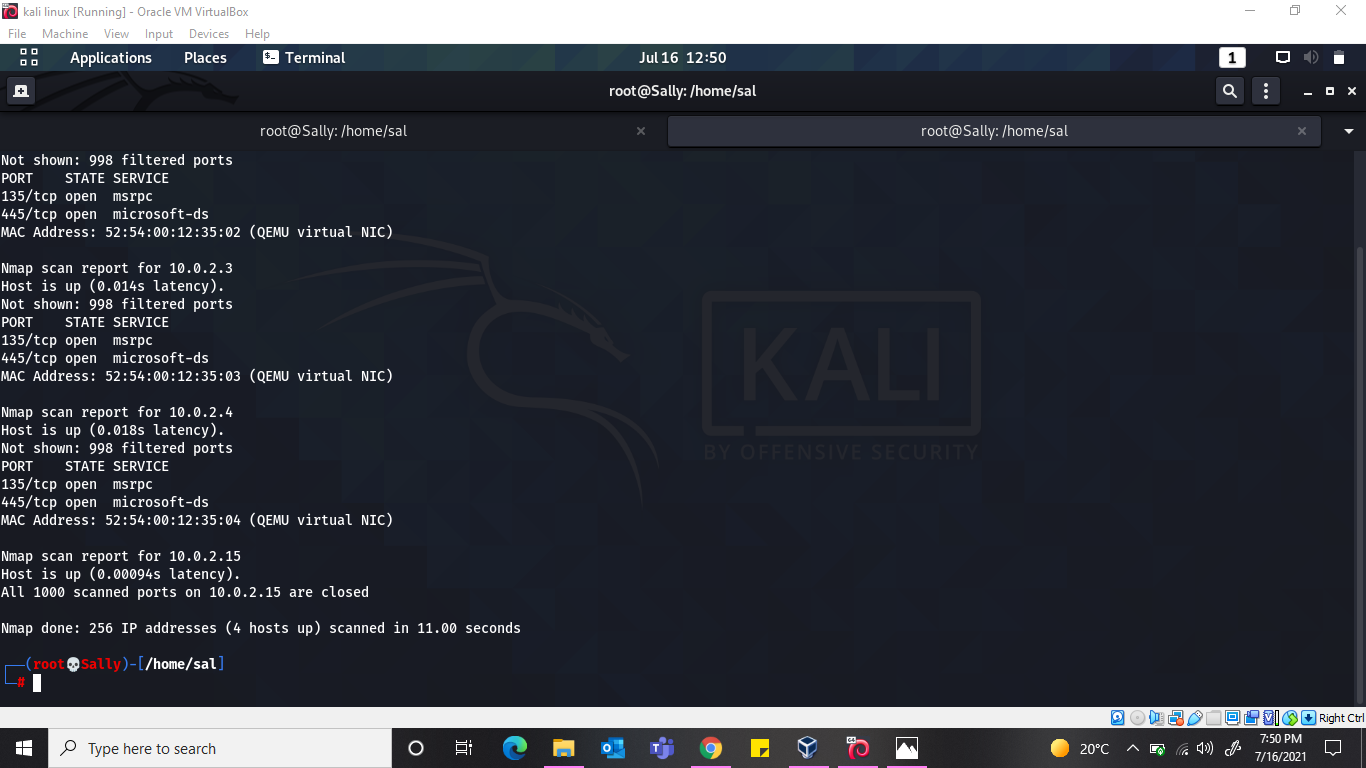 kali linux [Running] - Oracle VM VirtualBox
File Machine View Input Devices Help
Applications Places Terminal Jul 16 12:50 1
root@Sally: /home/sal
root@Sally: /home/sal × root@Sally: /home/sal ×
Not shown: 998 filtered ports
PORT    STATE SERVICE
135/tcp open  msrpc
445/tcp open  microsoft-ds
MAC Address: 52:54:00:12:35:02 (QEMU virtual NIC)
Nmap scan report for 10.0.2.3
Host is up (0.014s latency).
Not shown: 998 filtered ports
PORT    STATE SERVICE
135/tcp open  msrpc
445/tcp open  microsoft-ds
MAC Address: 52:54:00:12:35:03 (QEMU virtual NIC)
Nmap scan report for 10.0.2.4
Host is up (0.018s latency).
Not shown: 998 filtered ports
PORT    STATE SERVICE
135/tcp open  msrpc
445/tcp open  microsoft-ds
MAC Address: 52:54:00:12:35:04 (QEMU virtual NIC)
Nmap scan report for 10.0.2.15
Host is up (0.00094s latency).
All 1000 scanned ports on 10.0.2.15 are closed
Nmap done: 256 IP addresses (4 hosts up) scanned in 11.00 seconds
┌──(root💀Sally)-[/home/sal]
└─#
KALI
BY OFFENSIVE SECURITY
Right Ctrl
Type here to search
20°C
7:50 PM
7/16/2021